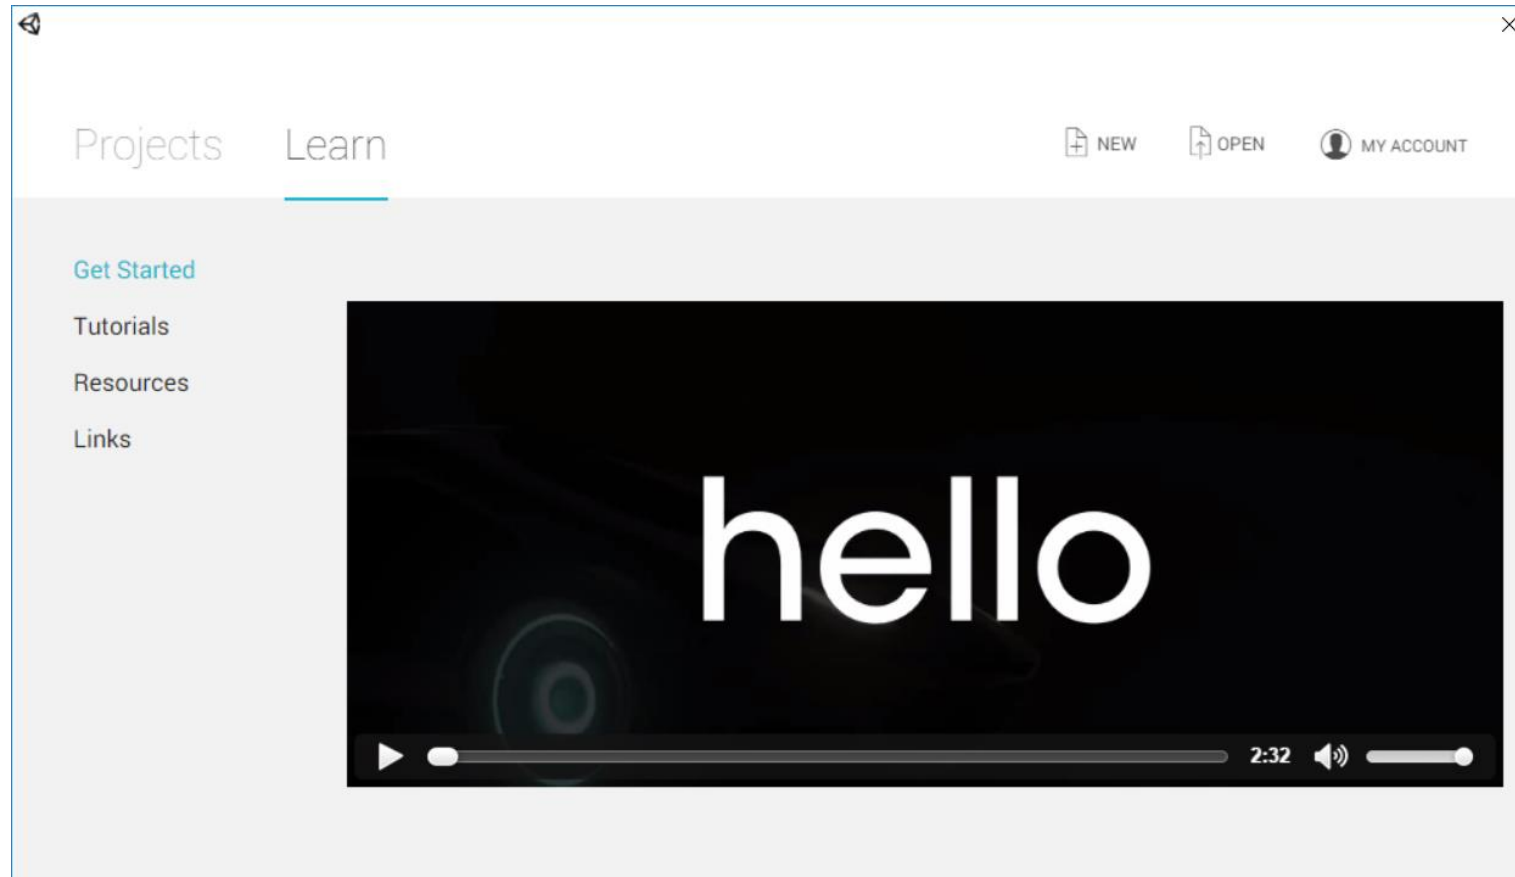 Projects Learn NEW OPEN MY ACCOUNT
Get Started
Tutorials
Resources
Links
hello
2:32